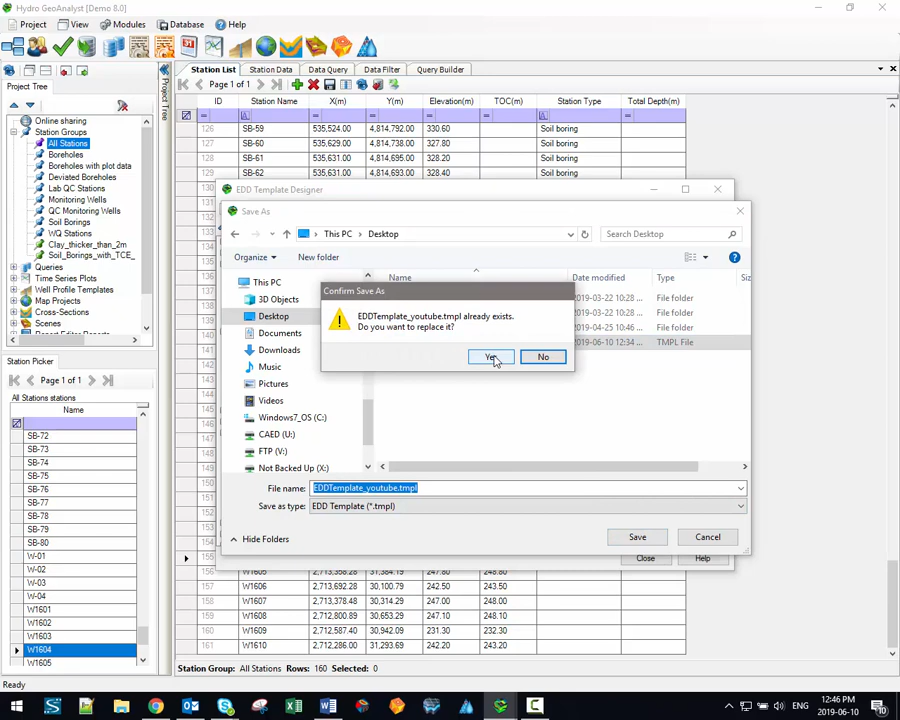 Hydro GeoAnalyst [Demo 8.0]
Project View Modules Database Help
Station List Station Data Data Query Data Filter Query Builder
Page 1 of 1
Project Tree
Project Tree
Online sharing
Station Groups
All Stations
Boreholes
Boreholes with plot data
Deviated Boreholes
Lab QC Stations
Monitoring Wells
QC Monitoring Wells
Soil Borings
WQ Stations
Clay_thicker_than_2m
Soil_Borings_with_TCE_
Queries
Time Series Plots
Well Profile Templates
Map Projects
Cross-Sections
Scenes
ID Station Name X(m) Y(m) Elevation(m) TOC(m) Station Type Total Depth(m)
126 SB-59 535,524.00 4,814,792.00 330.60 Soil boring
127 SB-60 535,629.00 4,814,738.00 327.80 Soil boring
128 SB-61 535,631.00 4,814,695.00 328.20 Soil boring
129 SB-62 535,631.00 4,814,693.00 328.40 Soil boring
130
136
145
150
155
EDD Template Designer
Save As
This PC > Desktop
Search Desktop
Organize New folder
This PC
3D Objects
Desktop
Documents
Downloads
Music
Pictures
Videos
Windows7_OS (C:)
CAED (U:)
FTP (V:)
Not Backed Up (X:)
Name Date modified Type Siz
2019-03-22 10:28 ... File folder
2019-03-22 10:28 ... File folder
2019-04-25 10:46 ... File folder
2019-06-10 12:34 ... TMPL File
Confirm Save As
EDDTemplate_youtube.tmpl already exists.
Do you want to replace it?
Yes No
File name: EDDTemplate_youtube.tmpl
Save as type: EDD Template (*.tmpl)
Hide Folders Save Cancel
Close Help
Station Picker
Page 1 of 1
All Stations stations
Name
SB-72
SB-73
SB-74
SB-75
SB-76
SB-77
SB-78
SB-79
SB-80
W-01
W-02
W-03
W-04
W1601
W1602
W1603
W1604
W1605
156 W1605 2,713,358.28 31,384.19 248.80
157 W1606 2,713,692.28 30,100.79 242.50 243.50
158 W1607 2,713,378.48 30,314.29 247.00 248.00
159 W1608 2,712,800.89 30,653.29 247.10 248.10
160 W1609 2,712,587.40 30,942.09 231.30 232.30
161 W1610 2,712,286.00 31,293.69 242.20 243.20
Station Group: All Stations Rows: 160 Selected: 0
Ready
ENG
12:46 PM
2019-06-10
10